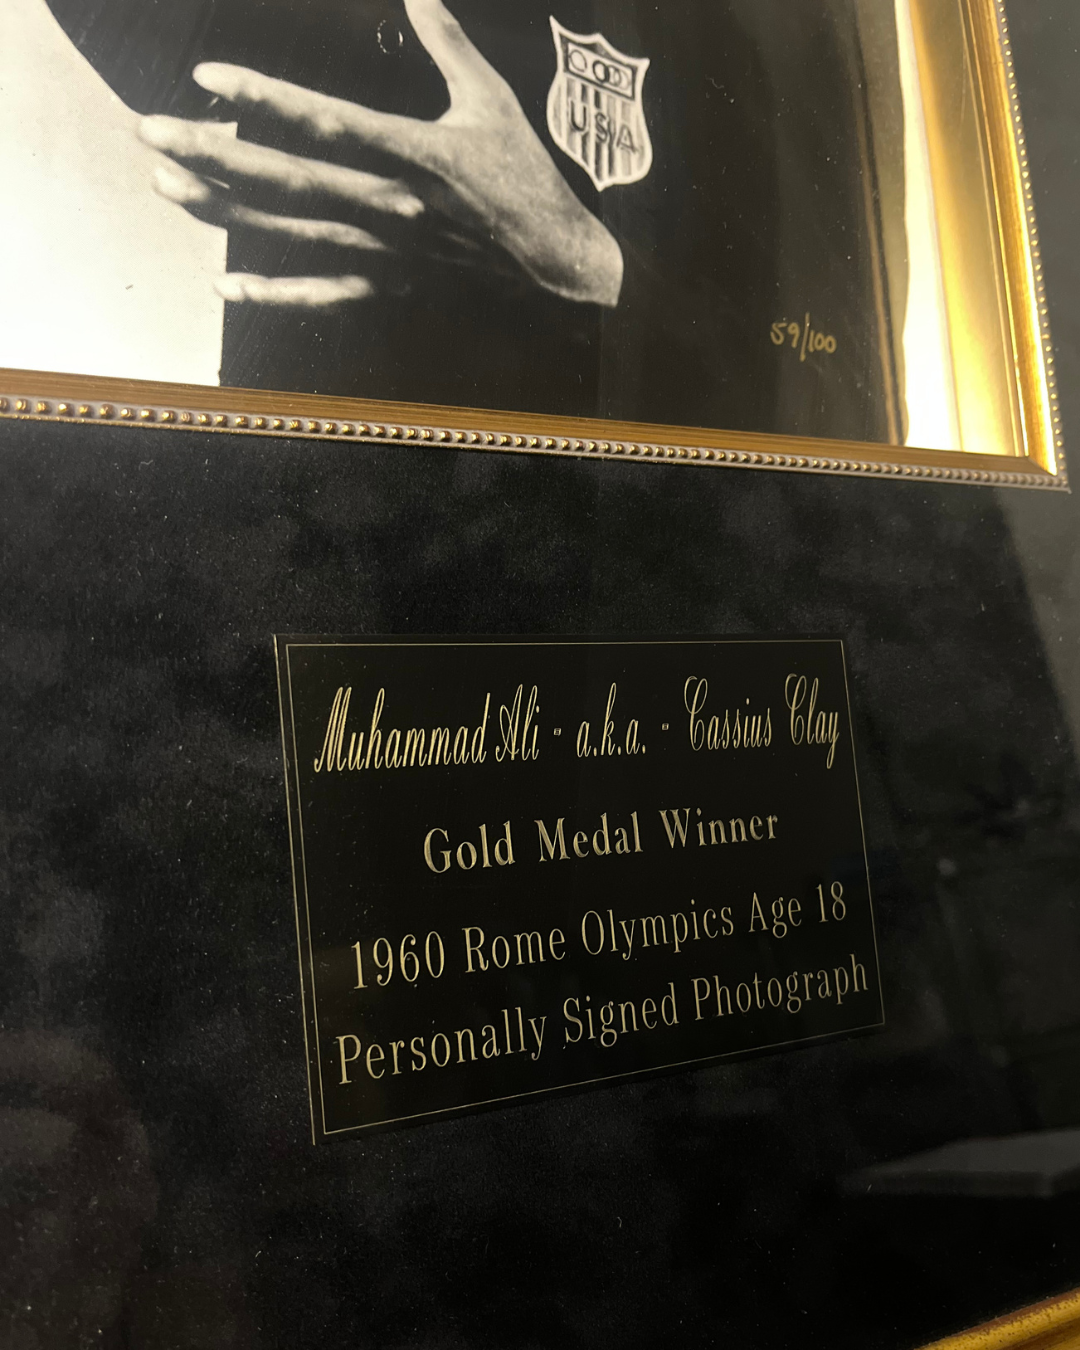 USA
59/100
Muhammad Ali - a.k.a. - Cassius Clay
Gold Medal Winner
1960 Rome Olympics Age 18
Personally Signed Photograph